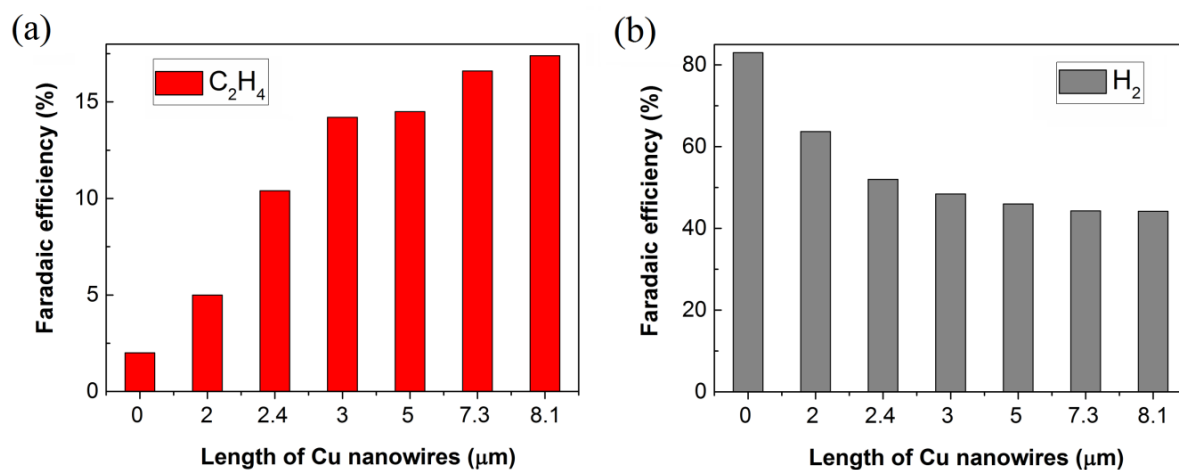 (a)
C₂H₄
Faradaic efficiency (%)
15
10
5
0
0 2 2.4 3 5 7.3 8.1
Length of Cu nanowires (μm)
(b)
H₂
Faradaic efficiency (%)
80
60
40
20
0
0 2 2.4 3 5 7.3 8.1
Length of Cu nanowires (μm)